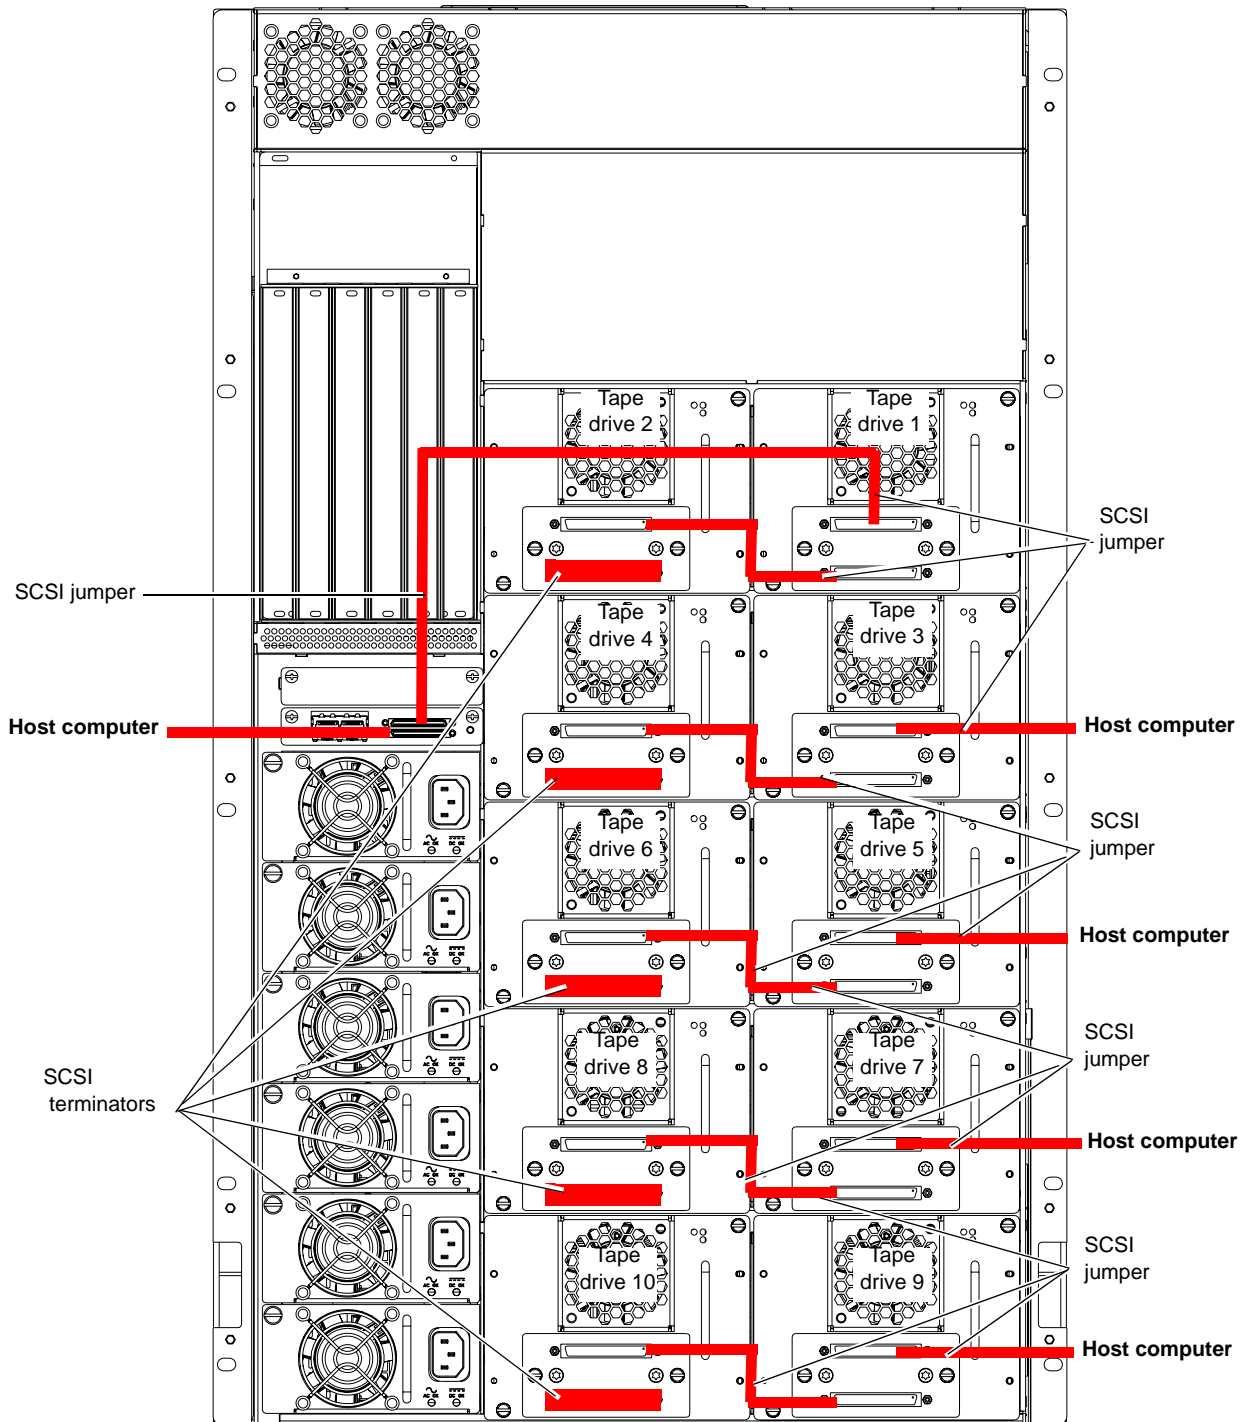 Tape
drive 2
Tape
drive 1
SCSI
jumper
SCSI jumper
Tape
drive 4
Tape
drive 3
Host computer
Host computer
Tape
drive 6
Tape
drive 5
SCSI
jumper
Host computer
Tape
drive 8
Tape
drive 7
SCSI
jumper
SCSI
terminators
Host computer
Tape
drive 10
Tape
drive 9
SCSI
jumper
Host computer